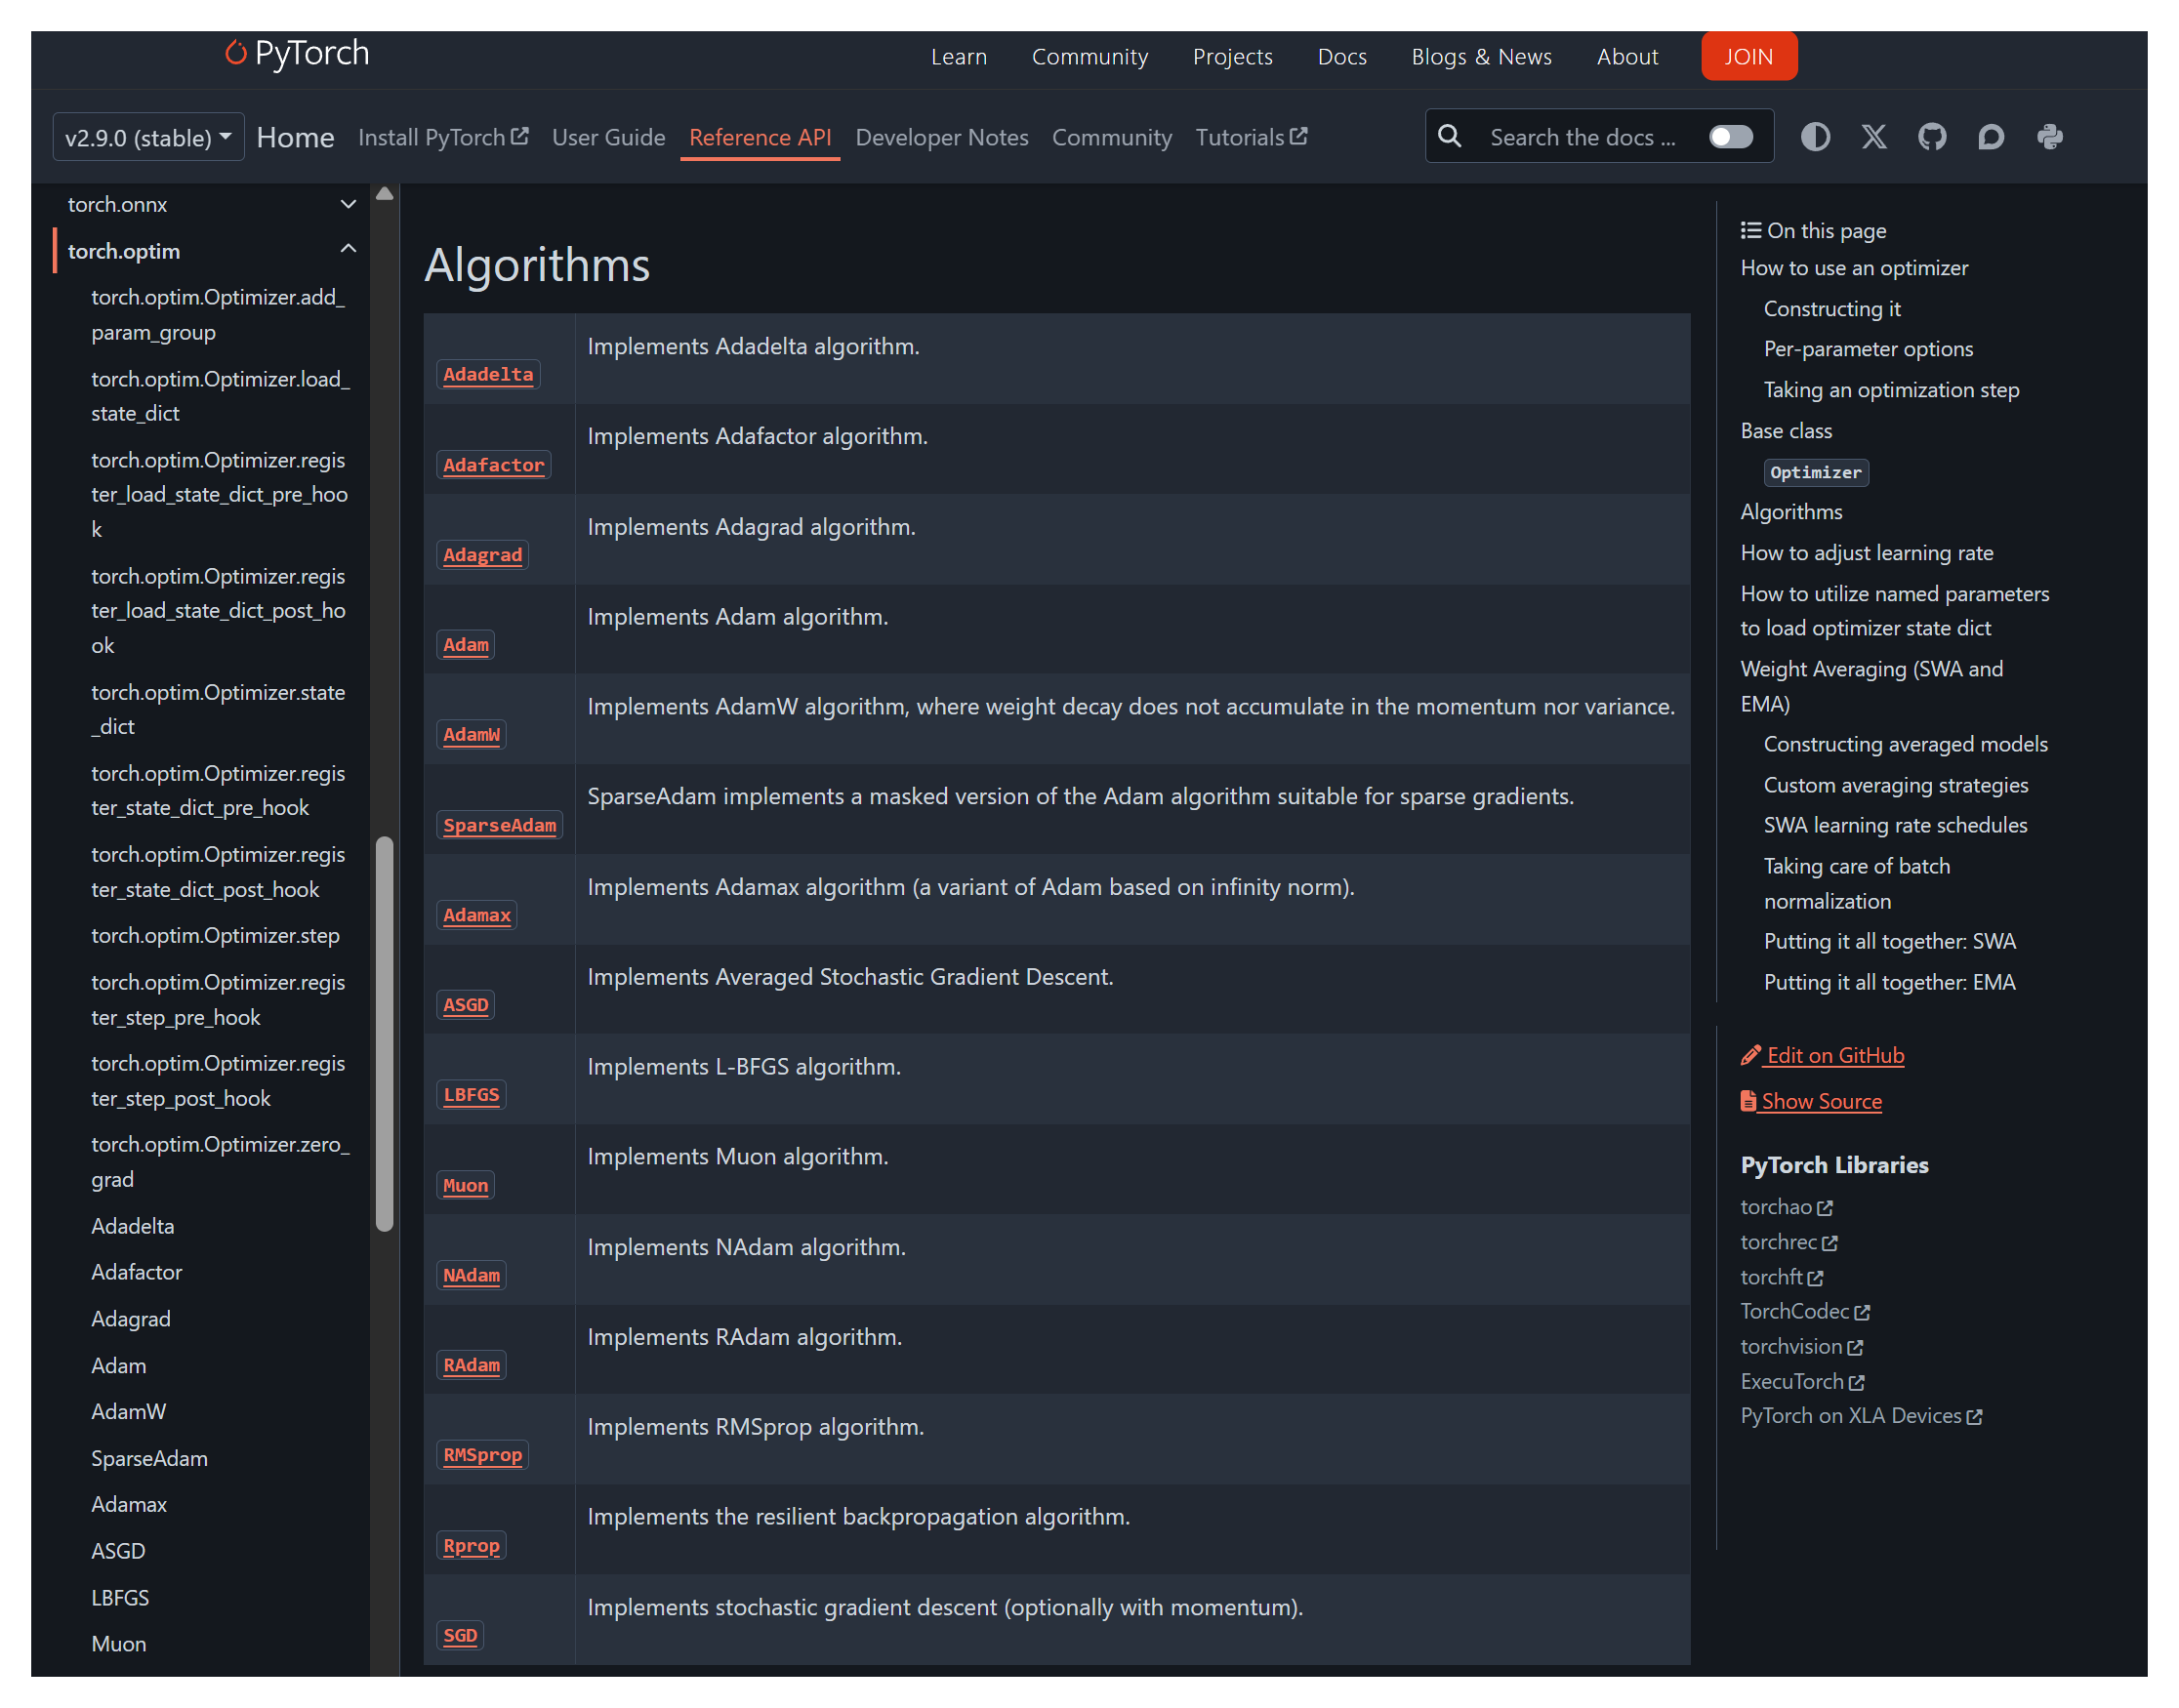 PyTorch
Learn Community Projects Docs Blogs & News About JOIN
v2.9.0 (stable) Home Install PyTorch User Guide Reference API Developer Notes Community Tutorials Search the docs ...
torch.onnx
torch.optim
torch.optim.Optimizer.add_
param_group
torch.optim.Optimizer.load_
state_dict
torch.optim.Optimizer.regis
ter_load_state_dict_pre_hoo
k
torch.optim.Optimizer.regis
ter_load_state_dict_post_ho
ok
torch.optim.Optimizer.state
_dict
torch.optim.Optimizer.regis
ter_state_dict_pre_hook
torch.optim.Optimizer.regis
ter_state_dict_post_hook
torch.optim.Optimizer.step
torch.optim.Optimizer.regis
ter_step_pre_hook
torch.optim.Optimizer.regis
ter_step_post_hook
torch.optim.Optimizer.zero_
grad
Adadelta
Adafactor
Adagrad
Adam
AdamW
SparseAdam
Adamax
ASGD
LBFGS
Muon
Algorithms
Adadelta Implements Adadelta algorithm.
Adafactor Implements Adafactor algorithm.
Adagrad Implements Adagrad algorithm.
Adam Implements Adam algorithm.
AdamW Implements AdamW algorithm, where weight decay does not accumulate in the momentum nor variance.
SparseAdam SparseAdam implements a masked version of the Adam algorithm suitable for sparse gradients.
Adamax Implements Adamax algorithm (a variant of Adam based on infinity norm).
ASGD Implements Averaged Stochastic Gradient Descent.
LBFGS Implements L-BFGS algorithm.
Muon Implements Muon algorithm.
NAdam Implements NAdam algorithm.
RAdam Implements RAdam algorithm.
RMSprop Implements RMSprop algorithm.
Rprop Implements the resilient backpropagation algorithm.
SGD Implements stochastic gradient descent (optionally with momentum).
On this page
How to use an optimizer
Constructing it
Per-parameter options
Taking an optimization step
Base class
Optimizer
Algorithms
How to adjust learning rate
How to utilize named parameters
to load optimizer state dict
Weight Averaging (SWA and
EMA)
Constructing averaged models
Custom averaging strategies
SWA learning rate schedules
Taking care of batch
normalization
Putting it all together: SWA
Putting it all together: EMA
Edit on GitHub
Show Source
PyTorch Libraries
torchao
torchrec
torchft
TorchCodec
torchvision
ExecuTorch
PyTorch on XLA Devices